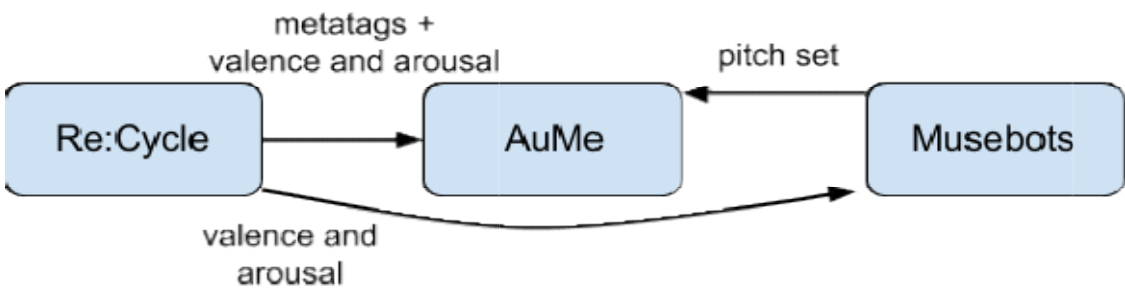 metatags +
valence and arousal
pitch set
Re:Cycle
AuMe
Musebots
valence and
arousal